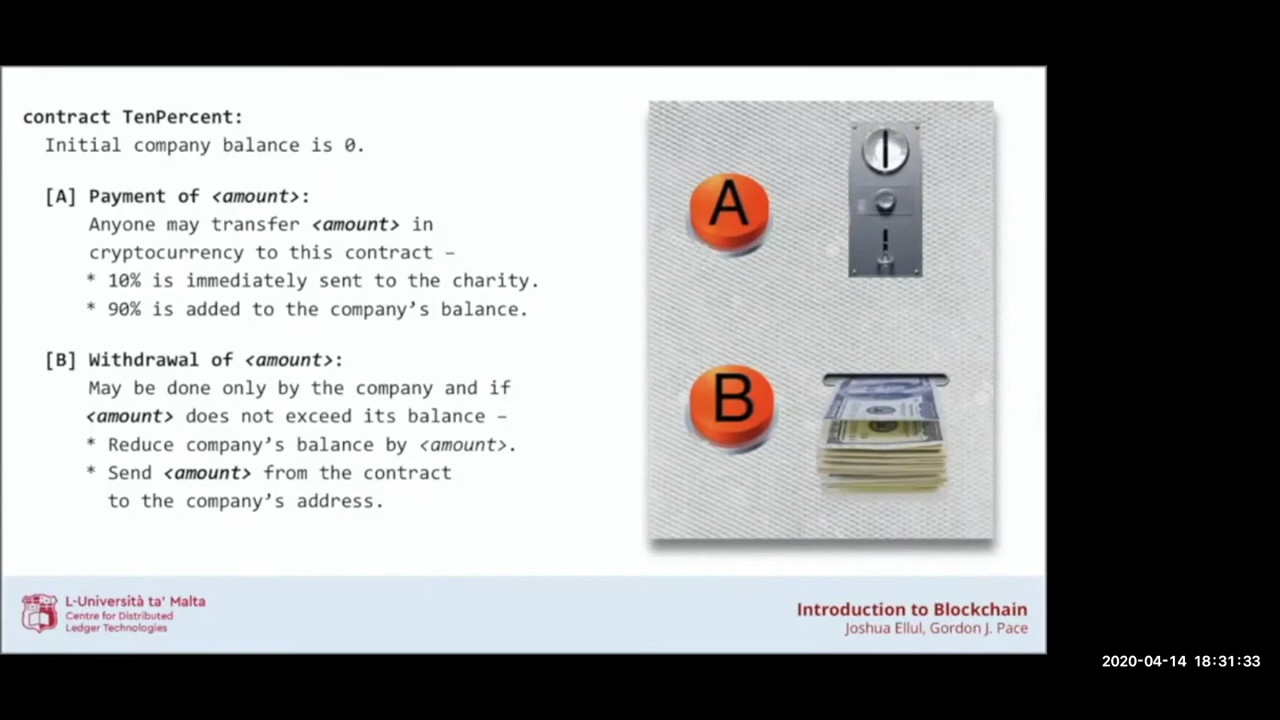 contract TenPercent:
Initial company balance is 0.
[A] Payment of <amount>:
Anyone may transfer <amount> in
cryptocurrency to this contract –
* 10% is immediately sent to the charity.
* 90% is added to the company’s balance.
[B] Withdrawal of <amount>:
May be done only by the company and if
<amount> does not exceed its balance –
* Reduce company’s balance by <amount>.
* Send <amount> from the contract
to the company’s address.
A
B
L-Università ta' Malta
Centre for Distributed
Ledger Technologies
Introduction to Blockchain
Joshua Ellul, Gordon J. Pace
2020-04-14 18:31:33